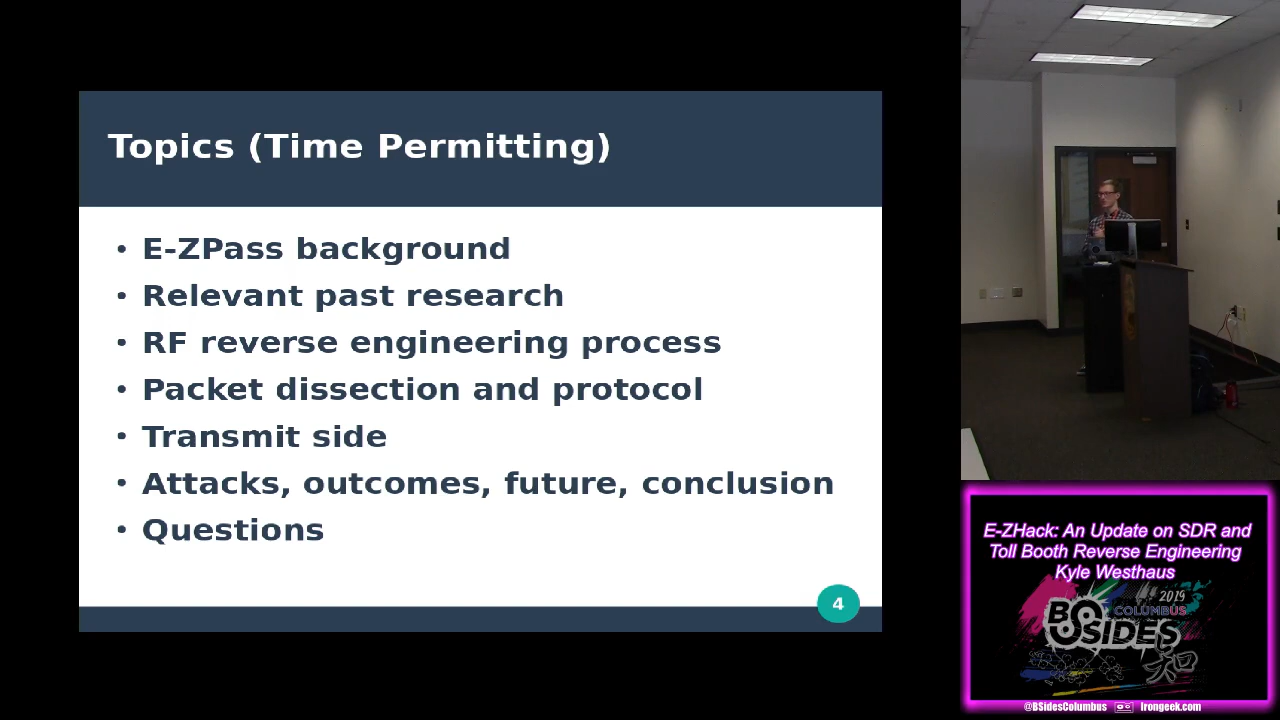 Topics (Time Permitting)
• E-ZPass background
• Relevant past research
• RF reverse engineering process
• Packet dissection and protocol
• Transmit side
• Attacks, outcomes, future, conclusion
• Questions
4
E-ZHack: An Update on SDR and
Toll Booth Reverse Engineering
Kyle Westhaus
2019
COLUMBUS
BSIDES
@BSidesColumbus irongeek.com